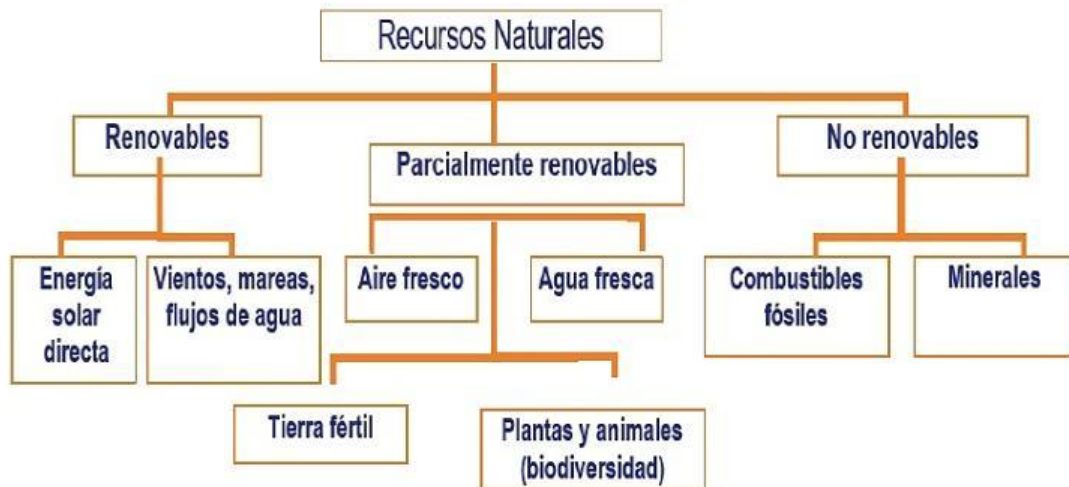 Recursos Naturales
Renovables
Parcialmente renovables
No renovables
Energía
solar
directa
Vientos, mareas,
flujos de agua
Aire fresco
Agua fresca
Combustibles
fósiles
Minerales
Tierra fértil
Plantas y animales
(biodiversidad)